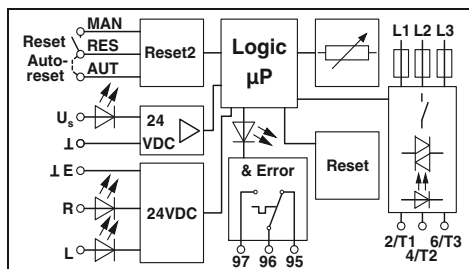 MAN
Reset
RES
Auto-
reset
AUT
Reset2
Logic
µP
L1 L2 L3
Us
24
VDC
⊥
⊥ E
R
L
24VDC
& Error
97 96 95
Reset
2/T1 6/T3
4/T2